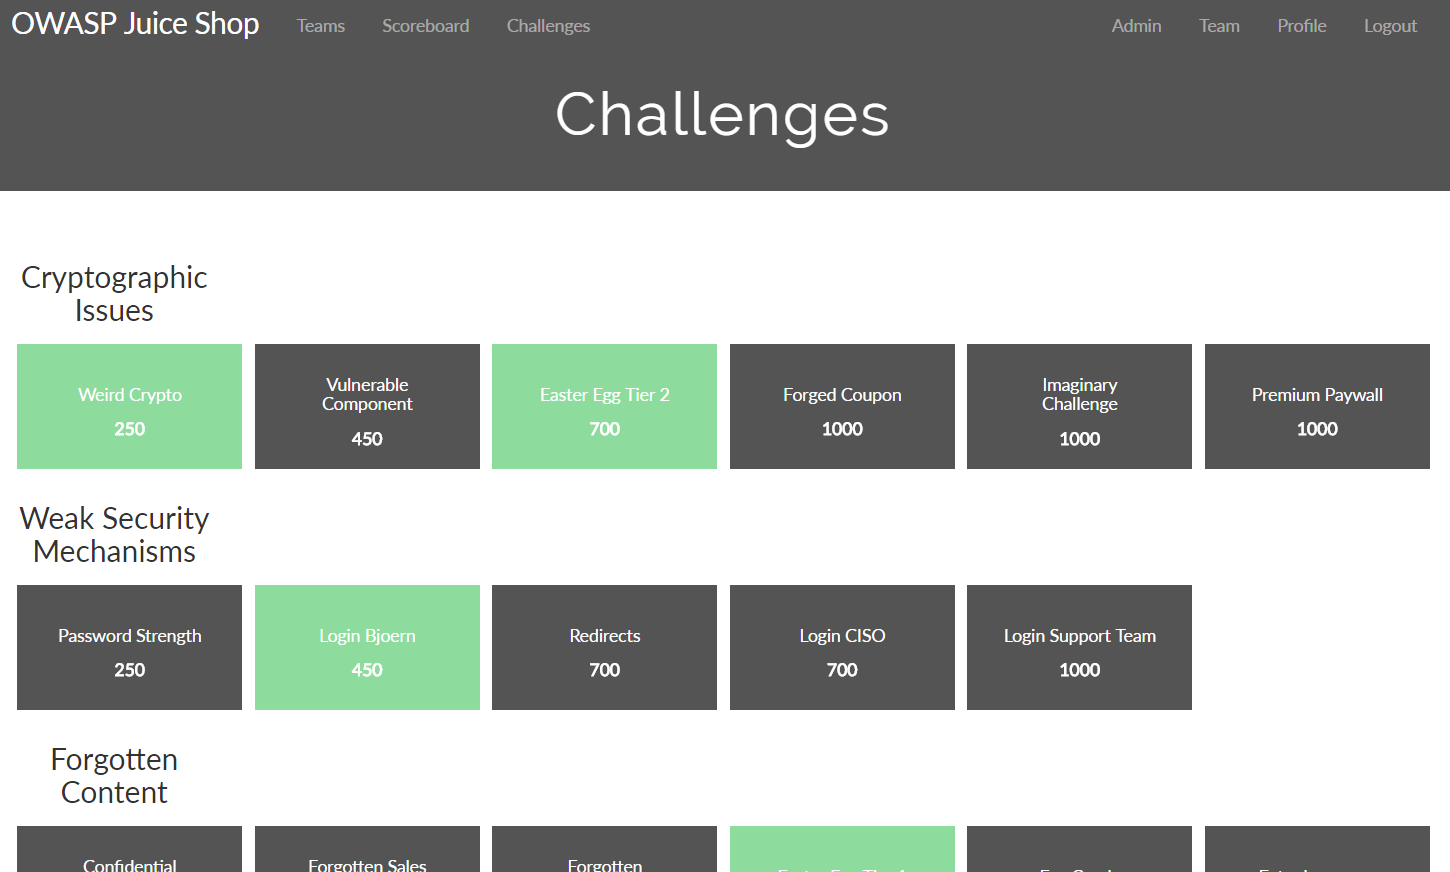 OWASP Juice Shop Teams Scoreboard Challenges Admin Team Profile Logout
Challenges
Cryptographic
Issues
Weird Crypto
250
Vulnerable
Component
450
Easter Egg Tier 2
700
Forged Coupon
1000
Imaginary
Challenge
1000
Premium Paywall
1000
Weak Security
Mechanisms
Password Strength
250
Login Bjoern
450
Redirects
700
Login CISO
700
Login Support Team
1000
Forgotten
Content
Confidential
Forgotten Sales
Forgotten